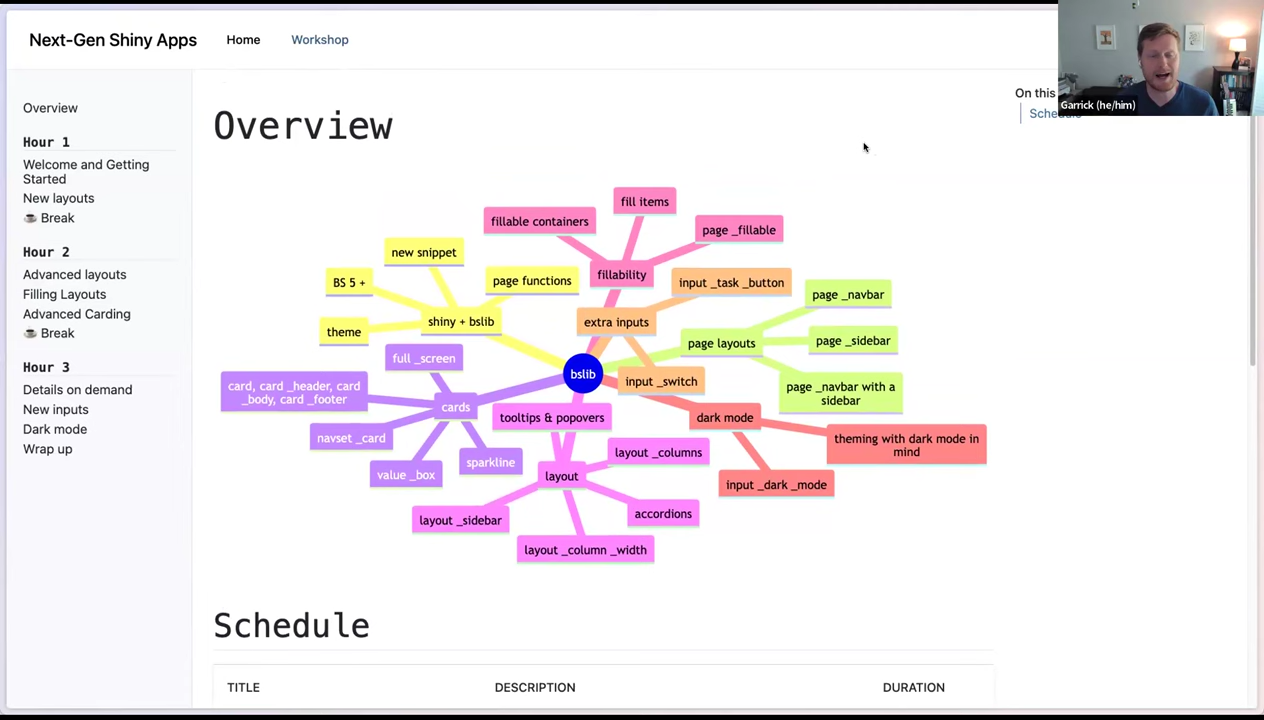 Next-Gen Shiny Apps
Home
Workshop
Overview
Hour 1
Welcome and Getting
Started
New layouts
☕ Break
Hour 2
Advanced layouts
Filling Layouts
Advanced Carding
☕ Break
Hour 3
Details on demand
New inputs
Dark mode
Wrap up
Overview
fill items
fillable containers
page _fillable
new snippet
fillability
BS 5 +
page functions
input _task _button
page _navbar
theme
shiny + bslib
extra inputs
page layouts
page _sidebar
full _screen
bslib
input _switch
page _navbar with a
sidebar
card, card _header, card
_body, card _footer
cards
tooltips & popovers
dark mode
navset _card
theming with dark mode in
mind
value _box
sparkline
layout
layout _columns
input _dark _mode
layout _sidebar
accordions
layout _column _width
Schedule
TITLE
DESCRIPTION
DURATION
On this
Garrick (he/him)